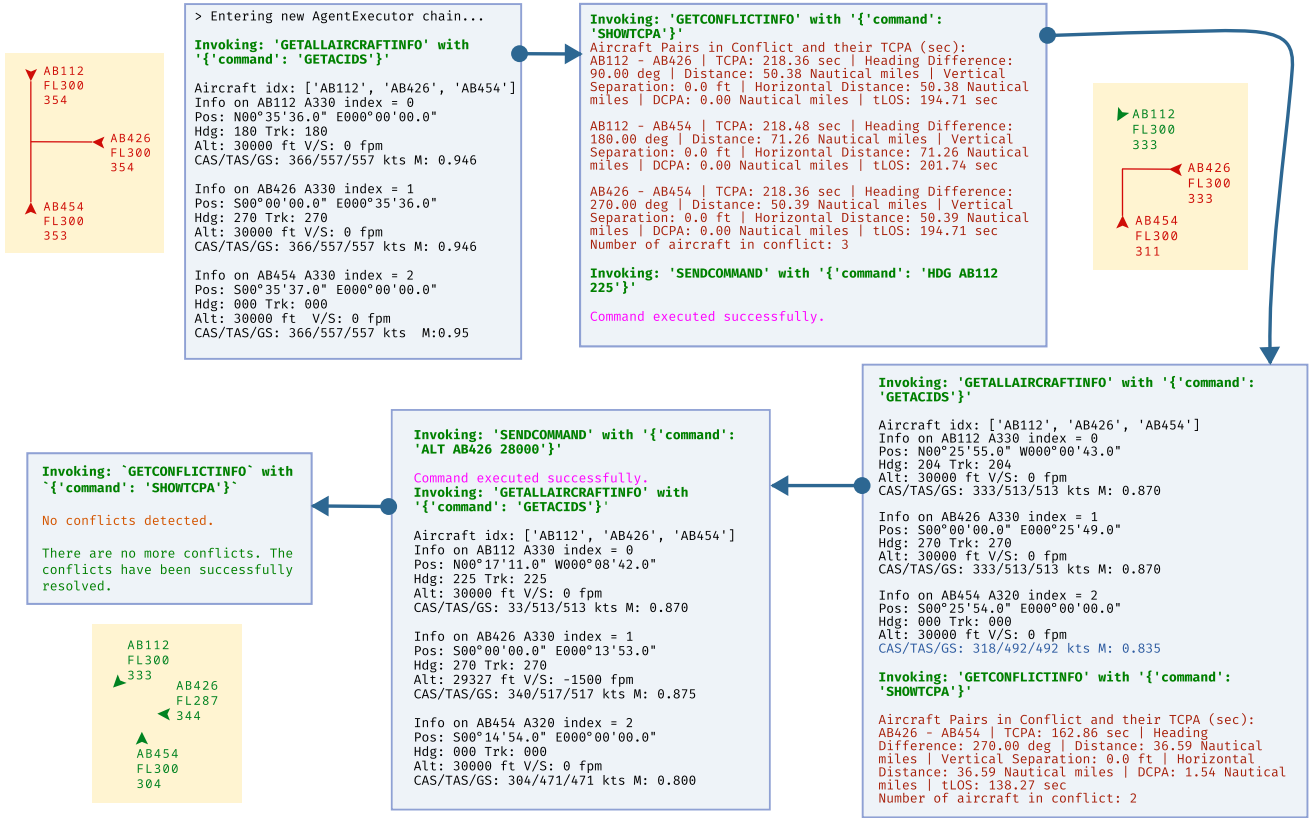 AB112
FL300
354
AB426
FL300
354
AB454
FL300
353
> Entering new AgentExecutor chain...
Invoking: 'GETALLAIRCRAFTINFO' with
'{'command': 'GETACIDS'}'
Aircraft idx: ['AB112', 'AB426', 'AB454']
Info on AB112 A330 index = 0
Pos: N00°35'36.0" E000°00'00.0"
Hdg: 180 Trk: 180
Alt: 30000 ft V/S: 0 fpm
CAS/TAS/GS: 366/557/557 kts M: 0.946
Info on AB426 A330 index = 1
Pos: S00°00'00.0" E000°35'36.0"
Hdg: 270 Trk: 270
Alt: 30000 ft V/S: 0 fpm
CAS/TAS/GS: 366/557/557 kts M: 0.946
Info on AB454 A330 index = 2
Pos: S00°35'37.0" E000°00'00.0"
Hdg: 000 Trk: 000
Alt: 30000 ft  V/S: 0 fpm
CAS/TAS/GS: 366/557/557 kts  M:0.95
Invoking: 'GETCONFLICTINFO' with '{'command':
'SHOWTCPA'}'
Aircraft Pairs in Conflict and their TCPA (sec):
AB112 - AB426 | TCPA: 218.36 sec | Heading Difference:
90.00 deg | Distance: 50.38 Nautical miles | Vertical
Separation: 0.0 ft | Horizontal Distance: 50.38 Nautical
miles | DCPA: 0.00 Nautical miles | tLOS: 194.71 sec
AB112 - AB454 | TCPA: 218.48 sec | Heading Difference:
180.00 deg | Distance: 71.26 Nautical miles | Vertical
Separation: 0.0 ft | Horizontal Distance: 71.26 Nautical
miles | DCPA: 0.00 Nautical miles | tLOS: 201.74 sec
AB426 - AB454 | TCPA: 218.36 sec | Heading Difference:
270.00 deg | Distance: 50.39 Nautical miles | Vertical
Separation: 0.0 ft | Horizontal Distance: 50.39 Nautical
miles | DCPA: 0.00 Nautical miles | tLOS: 194.71 sec
Number of aircraft in conflict: 3
Invoking: 'SENDCOMMAND' with '{'command': 'HDG AB112
225'}'
Command executed successfully.
AB112
FL300
333
AB426
FL300
333
AB454
FL300
311
Invoking: 'GETALLAIRCRAFTINFO' with '{'command':
'GETACIDS'}'
Aircraft idx: ['AB112', 'AB426', 'AB454']
Info on AB112 A330 index = 0
Pos: N00°25'55.0" W000°00'43.0"
Hdg: 204 Trk: 204
Alt: 30000 ft V/S: 0 fpm
CAS/TAS/GS: 333/513/513 kts M: 0.870
Info on AB426 A330 index = 1
Pos: S00°00'00.0" E000°25'49.0"
Hdg: 270 Trk: 270
Alt: 30000 ft V/S: 0 fpm
CAS/TAS/GS: 333/513/513 kts M: 0.870
Info on AB454 A320 index = 2
Pos: S00°25'54.0" E000°00'00.0"
Hdg: 000 Trk: 000
Alt: 30000 ft V/S: 0 fpm
CAS/TAS/GS: 318/492/492 kts M: 0.835
Invoking: 'GETCONFLICTINFO' with '{'command':
'SHOWTCPA'}'
Aircraft Pairs in Conflict and their TCPA (sec):
AB426 - AB454 | TCPA: 162.86 sec | Heading
Difference: 270.00 deg | Distance: 36.59 Nautical
miles | Vertical Separation: 0.0 ft | Horizontal
Distance: 36.59 Nautical miles | DCPA: 1.54 Nautical
miles | tLOS: 138.27 sec
Number of aircraft in conflict: 2
Invoking: 'SENDCOMMAND' with '{'command':
'ALT AB426 28000'}'
Command executed successfully.
Invoking: 'GETALLAIRCRAFTINFO' with
'{'command': 'GETACIDS'}'
Aircraft idx: ['AB112', 'AB426', 'AB454']
Info on AB112 A330 index = 0
Pos: N00°17'11.0" W000°08'42.0"
Hdg: 225 Trk: 225
Alt: 30000 ft V/S: 0 fpm
CAS/TAS/GS: 33/513/513 kts M: 0.870
Info on AB426 A330 index = 1
Pos: S00°00'00.0" E000°13'53.0"
Hdg: 270 Trk: 270
Alt: 29327 ft V/S: -1500 fpm
CAS/TAS/GS: 340/517/517 kts M: 0.875
Info on AB454 A320 index = 2
Pos: S00°14'54.0" E000°00'00.0"
Hdg: 000 Trk: 000
Alt: 30000 ft V/S: 0 fpm
CAS/TAS/GS: 304/471/471 kts M: 0.800
Invoking: `GETCONFLICTINFO` with
`{'command': 'SHOWTCPA'}`
No conflicts detected.
There are no more conflicts. The
conflicts have been successfully
resolved.
AB112
FL300
333
AB426
FL287
344
AB454
FL300
304